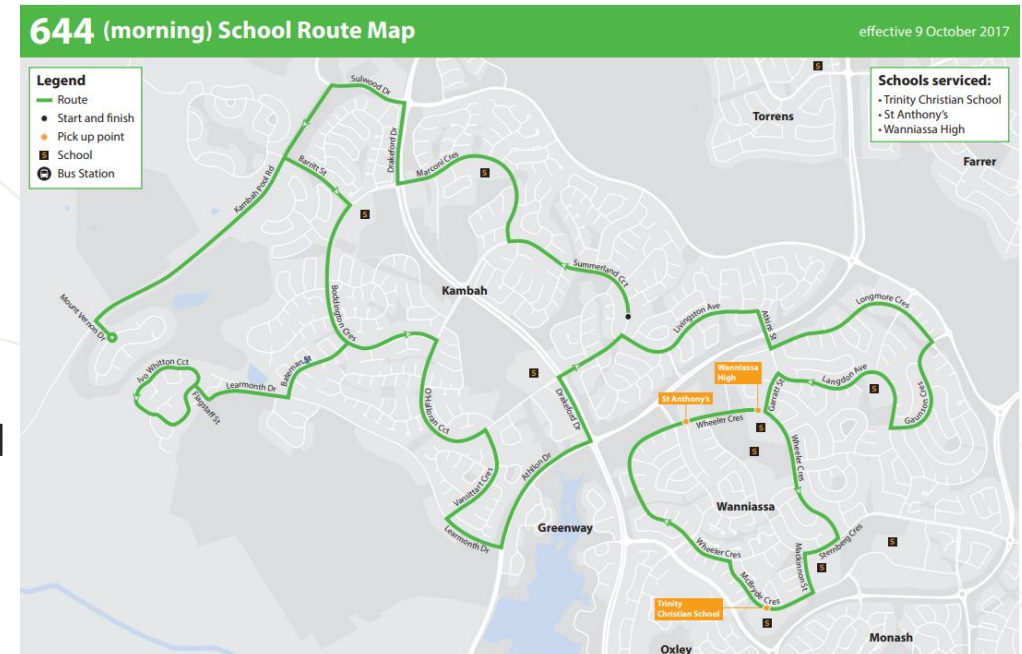 644 (morning) School Route Map
effective 9 October 2017
Legend
Route
Start and finish
Pick up point
S School
Bus Station
Schools serviced:
• Trinity Christian School
• St Anthony's
• Wanniassa High
Sulwood Dr
Drakeford Dr
Marconi Cres
Barritt St
Kambah Pool Rd
Torrens
Farrer
Kambah
Summerland Cct
Mount Vernon Dr
Boddington Cres
Livingston Ave
Atkins St
Longmore Cres
Ivo Whitton Cct
Flagstaff St
Learmonth Dr
Bateman St
O'Halloran Cct
Drakeford Dr
Wanniassa
High
St Anthony's
Garratt St
Langdon Ave
Gaunson Cres
Wheeler Cres
Wheeler Cres
Athllon Dr
Vansittart Cres
Learmonth Dr
Greenway
Wanniassa
Wheeler Cres
McBryde Cres
Mackinnon St
Sternberg Cres
Trinity
Christian School
Oxley
Monash
S
S
S
S
S
S
S
S
S
S